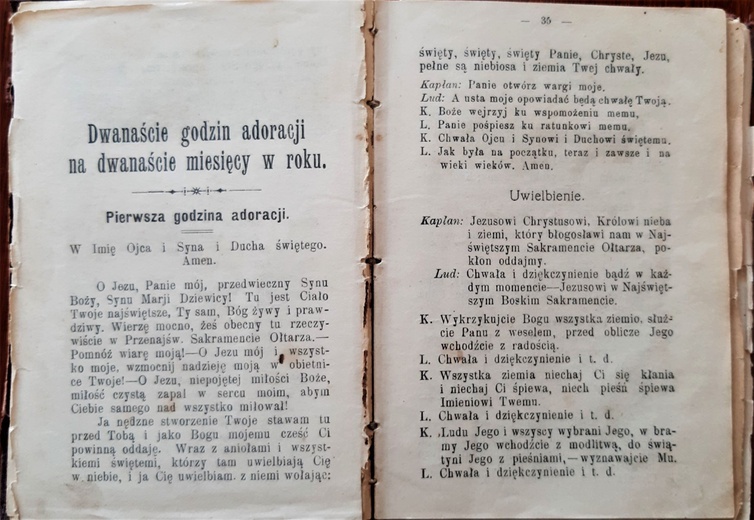 Dwanaście godzin adoracji
na dwanaście miesięcy w roku.
Pierwsza godzina adoracji.
W Imię Ojca i Syna i Ducha świętego.
Amen.
O Jezu, Panie mój, przedwieczny Synu
Boży, Synu Marji Dziewicy! Tu jest Ciało
Twoje najświętsze, Ty sam, Bóg żywy i praw-
dziwy. Wierzę mocno, żeś obecny tu rzeczy-
wiście w Przenajśw. Sakramencie Ołtarza.—
Pomnóż wiarę moją!—O Jezu mój i wszyst-
ko moje, wzmocnij nadzieję moją w obietni-
ce Twoje!—O Jezu, niepojętej miłości Boże,
miłość czystą zapal w sercu moim, abym
Ciebie samego nad wszystko miłował!
Ja nędzne stworzenie Twoje stawam tu
przed Tobą i jako Bogu mojemu cześć Ci
powinną oddaję. Wraz z aniołami i wszyst-
kiemi świętemi, którzy tam uwielbiają Cię
w niebie, i ja Cię uwielbiam z niemi wołając:
— 35 —
święty, święty, święty Panie, Chryste, Jezu,
pełne są niebiosa i ziemia Twej chwały.
Kapłan: Panie otwórz wargi moje.
Lud: A usta moje opowiadać będą chwałę Twoją.
K. Boże wejrzyj ku wspomożeniu memu,
L. Panie pośpiesz ku ratunkowi memu,
K. Chwała Ojcu i Synowi i Duchowi świętemu.
L. Jak była na początku, teraz i zawsze i na
wieki wieków. Amen.
Uwielbienie.
Kapłan: Jezusowi Chrystusowi, Królowi nieba
i ziemi, który błogosławi nam w Naj-
świętszym Sakramencie Ołtarza, po-
kłon oddajmy.
Lud: Chwała i dziękczynienie bądź w każ-
dym momencie—Jezusowi w Najświęt-
szym Boskim Sakramencie.
K. Wykrzykujcie Bogu wszystka ziemio, służ-
cie Panu z weselem, przed oblicze Jego
wchodźcie z radością.
L. Chwała i dziękczynienie i t. d.
K. Wszystka ziemia niechaj Ci się kłania
i niechaj Ci śpiewa, niech pieśń śpiewa
Imieniowi Twemu.
L. Chwała i dziękczynienie i t. d.
K. Ludu Jego i wszyscy wybrani Jego, w bra-
my Jego wchodźcie z modlitwą, do świą-
tyni Jego z pieśniami,—wyznawajcie Mu.
L. Chwała i dziękczynienie i t. d.